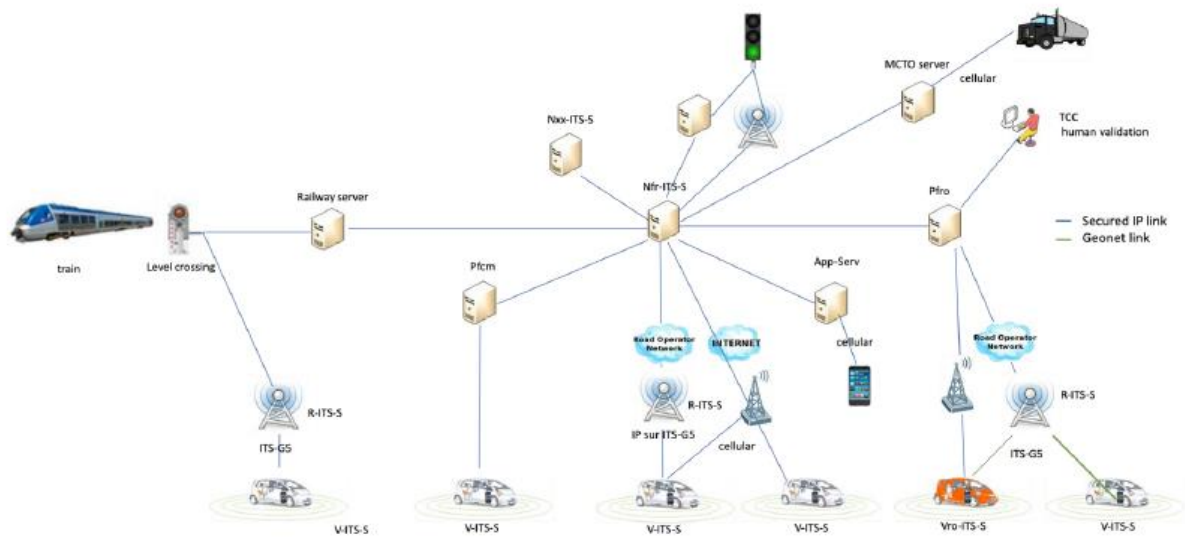 MCTO server
cellular
Nxx-ITS-S
TCC
human validation
Nfr-ITS-S
Pfro
Railway server
Secured IP link
Geonet link
train
Level crossing
Pfcm
App-Serv
cellular
Road Operator
Network
INTERNET
Road Operator
Network
R-ITS-S
R-ITS-S
R-ITS-S
ITS-G5
IP sur ITS-G5
cellular
ITS-G5
V-ITS-S
V-ITS-S
V-ITS-S
V-ITS-S
Vro-ITS-S
V-ITS-S